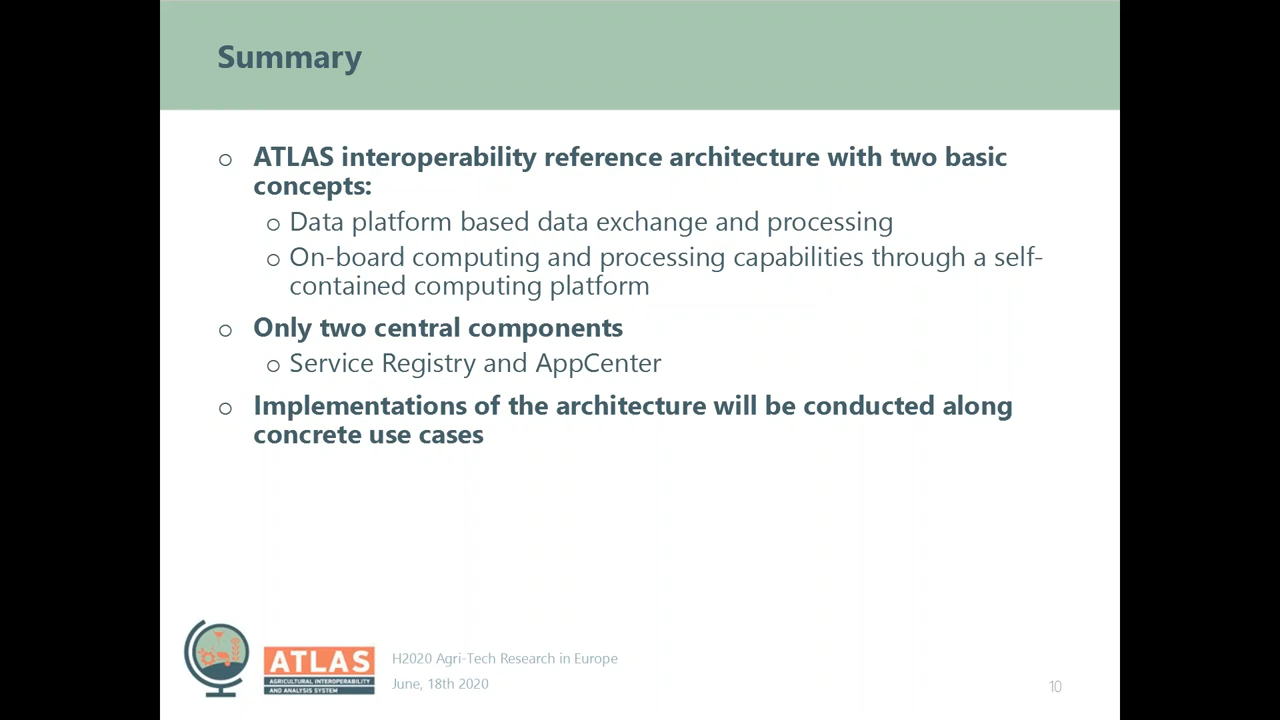 Summary
o ATLAS interoperability reference architecture with two basic
concepts:
o Data platform based data exchange and processing
o On-board computing and processing capabilities through a self-
contained computing platform
o Only two central components
o Service Registry and AppCenter
o Implementations of the architecture will be conducted along
concrete use cases
ATLAS
AGRICULTURAL INTEROPERABILITY
AND ANALYSIS SYSTEM
H2020 Agri-Tech Research in Europe
June, 18th 2020
10